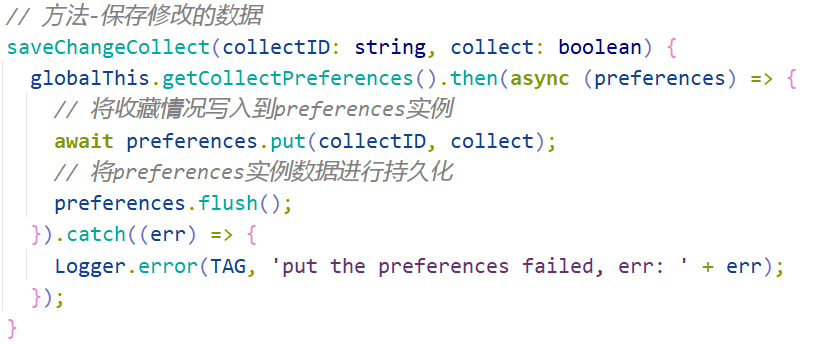 // 方法-保存修改的数据
saveChangeCollect(collectID: string, collect: boolean) {
  globalThis.getCollectPreferences().then(async (preferences) => {
    // 将收藏情况写入到preferences实例
    await preferences.put(collectID, collect);
    // 将preferences实例数据进行持久化
    preferences.flush();
  }).catch((err) => {
    Logger.error(TAG, 'put the preferences failed, err: ' + err);
  });
}